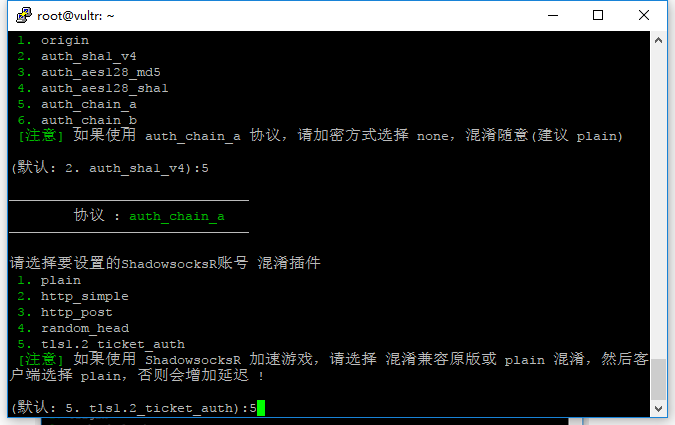 root@vultr: ~
1. origin
2. auth_sha1_v4
3. auth_aes128_md5
4. auth_aes128_sha1
5. auth_chain_a
6. auth_chain_b
[注意] 如果使用 auth_chain_a 协议，请加密方式选择 none，混淆随意(建议 plain)
(默认: 2. auth_sha1_v4):5
协议 : auth_chain_a
请选择要设置的ShadowsocksR账号 混淆插件
1. plain
2. http_simple
3. http_post
4. random_head
5. tls1.2_ticket_auth
[注意] 如果使用 ShadowsocksR 加速游戏，请选择 混淆兼容原版或 plain 混淆，然后客
户端选择 plain，否则会增加延迟 !
(默认: 5. tls1.2_ticket_auth):5